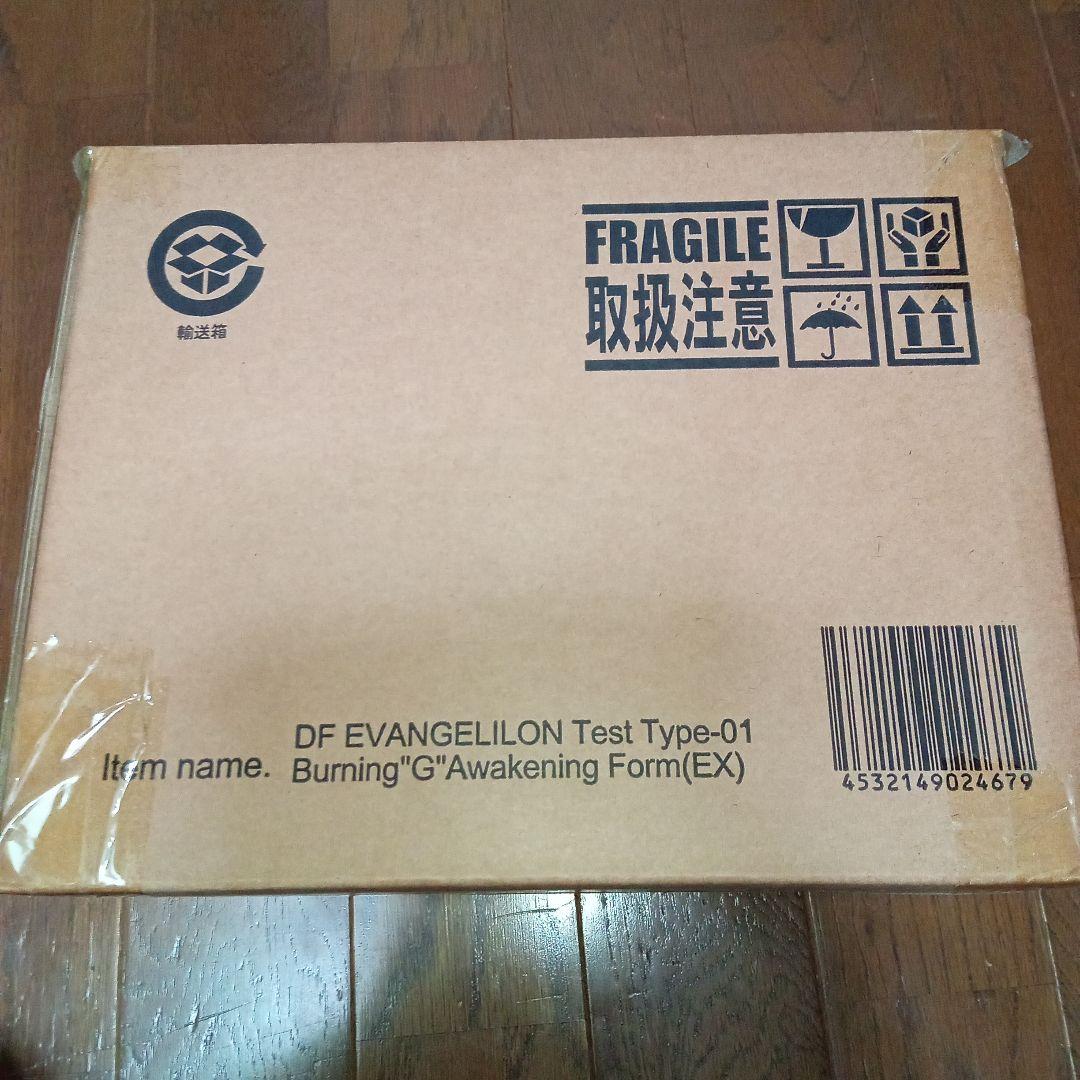 輸送箱
FRAGILE
取扱注意
Item name. DF EVANGELILON Test Type-01
Burning"G"Awakening Form(EX)
4532149024679